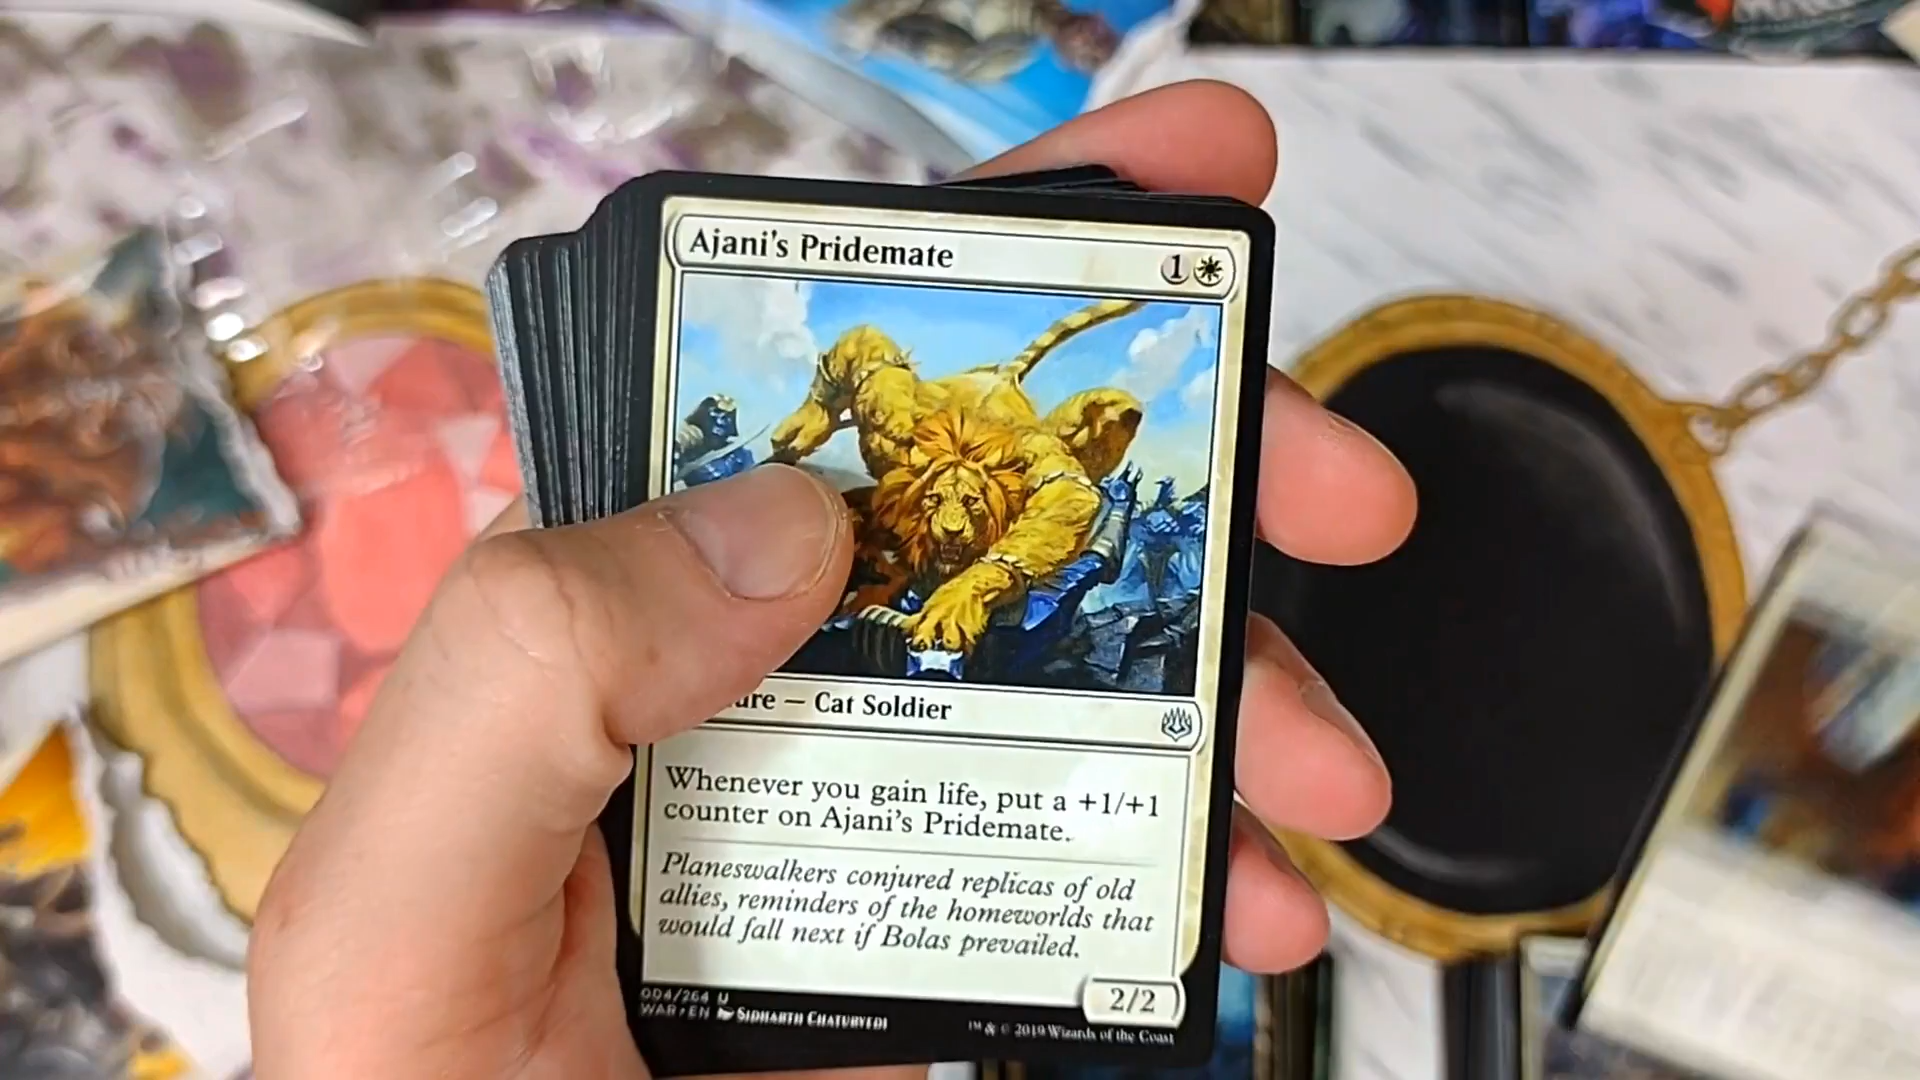 Ajani's Pridemate 1
ure — Cat Soldier
Whenever you gain life, put a +1/+1
counter on Ajani's Pridemate.
Planeswalkers conjured replicas of old
allies, reminders of the homeworlds that
would fall next if Bolas prevailed.
2/2
004/264 U
WAR • EN Sidharth Chaturvedi
™ & © 2019 Wizards of the Coast